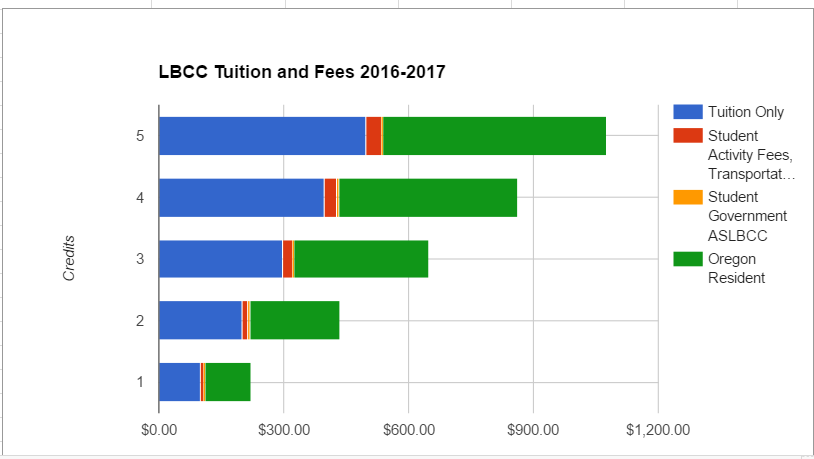 LBCC Tuition and Fees 2016-2017
Credits
5
4
3
2
1
$0.00 $300.00 $600.00 $900.00 $1,200.00
Tuition Only
Student
Activity Fees,
Transportat…
Student
Government
ASLBCC
Oregon
Resident